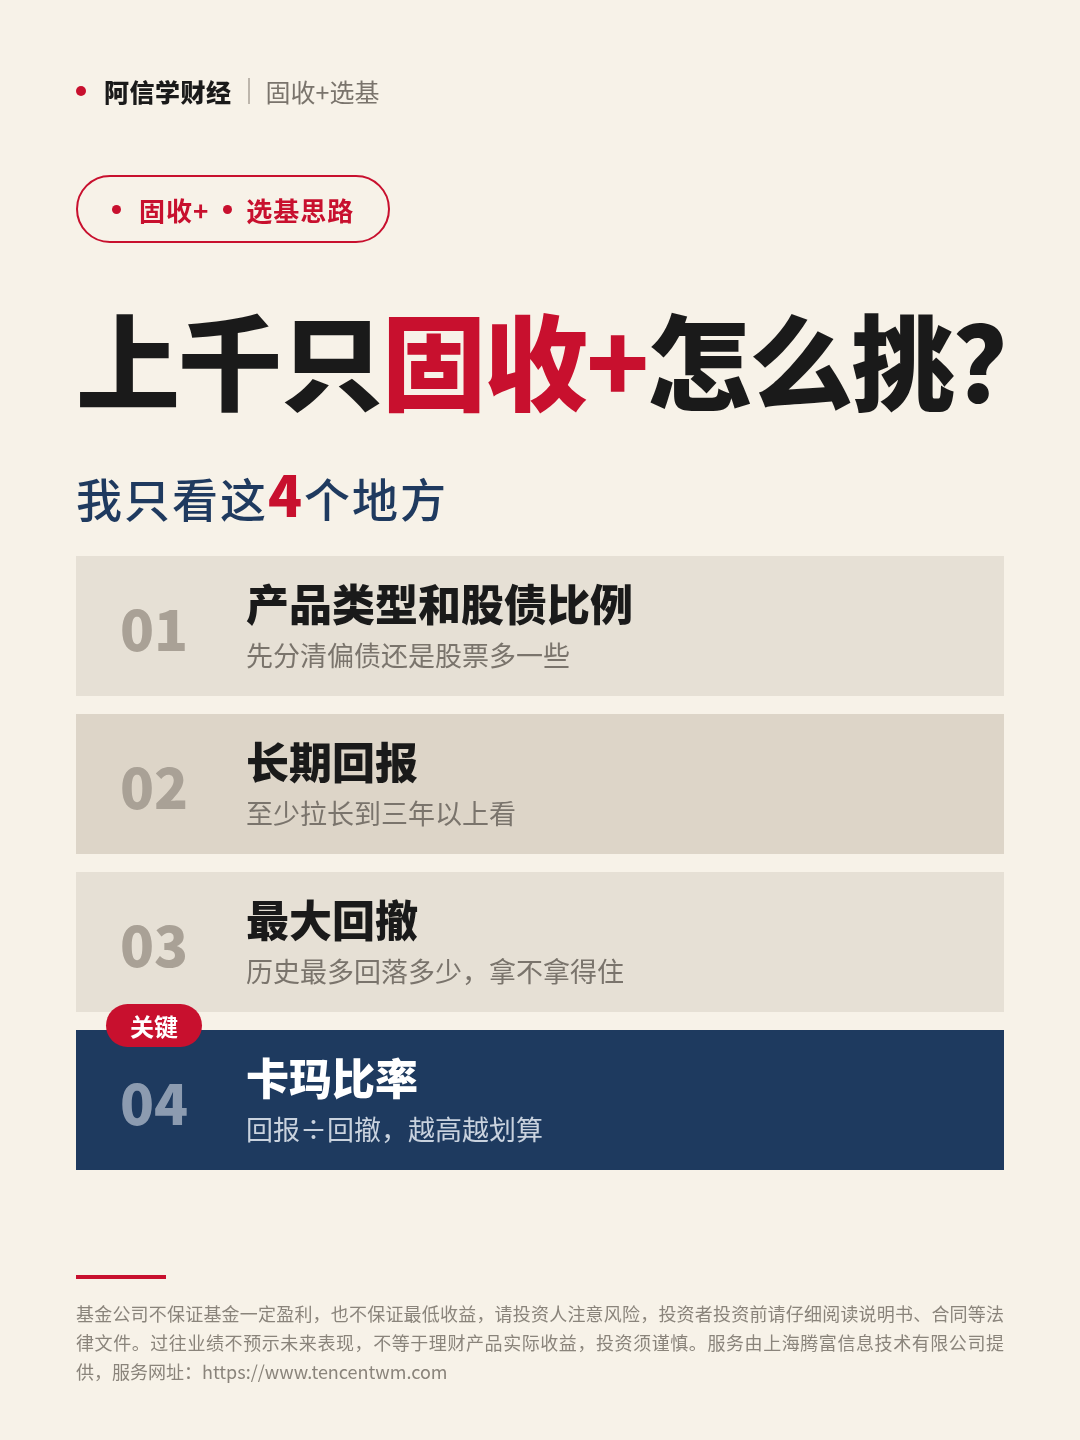 阿信学财经 | 固收+选基
• 固收+ • 选基思路
上千只固收+怎么挑？
我只看这4个地方
01
产品类型和股债比例
先分清偏债还是股票多一些
02
长期回报
至少拉长到三年以上看
03
最大回撤
历史最多回落多少，拿不拿得住
关键
04
卡玛比率
回报÷回撤，越高越划算
基金公司不保证基金一定盈利，也不保证最低收益，请投资人注意风险，投资者投资前请仔细阅读说明书、合同等法
律文件。过往业绩不预示未来表现，不等于理财产品实际收益，投资须谨慎。服务由上海腾富信息技术有限公司提
供，服务网址：https://www.tencentwm.com